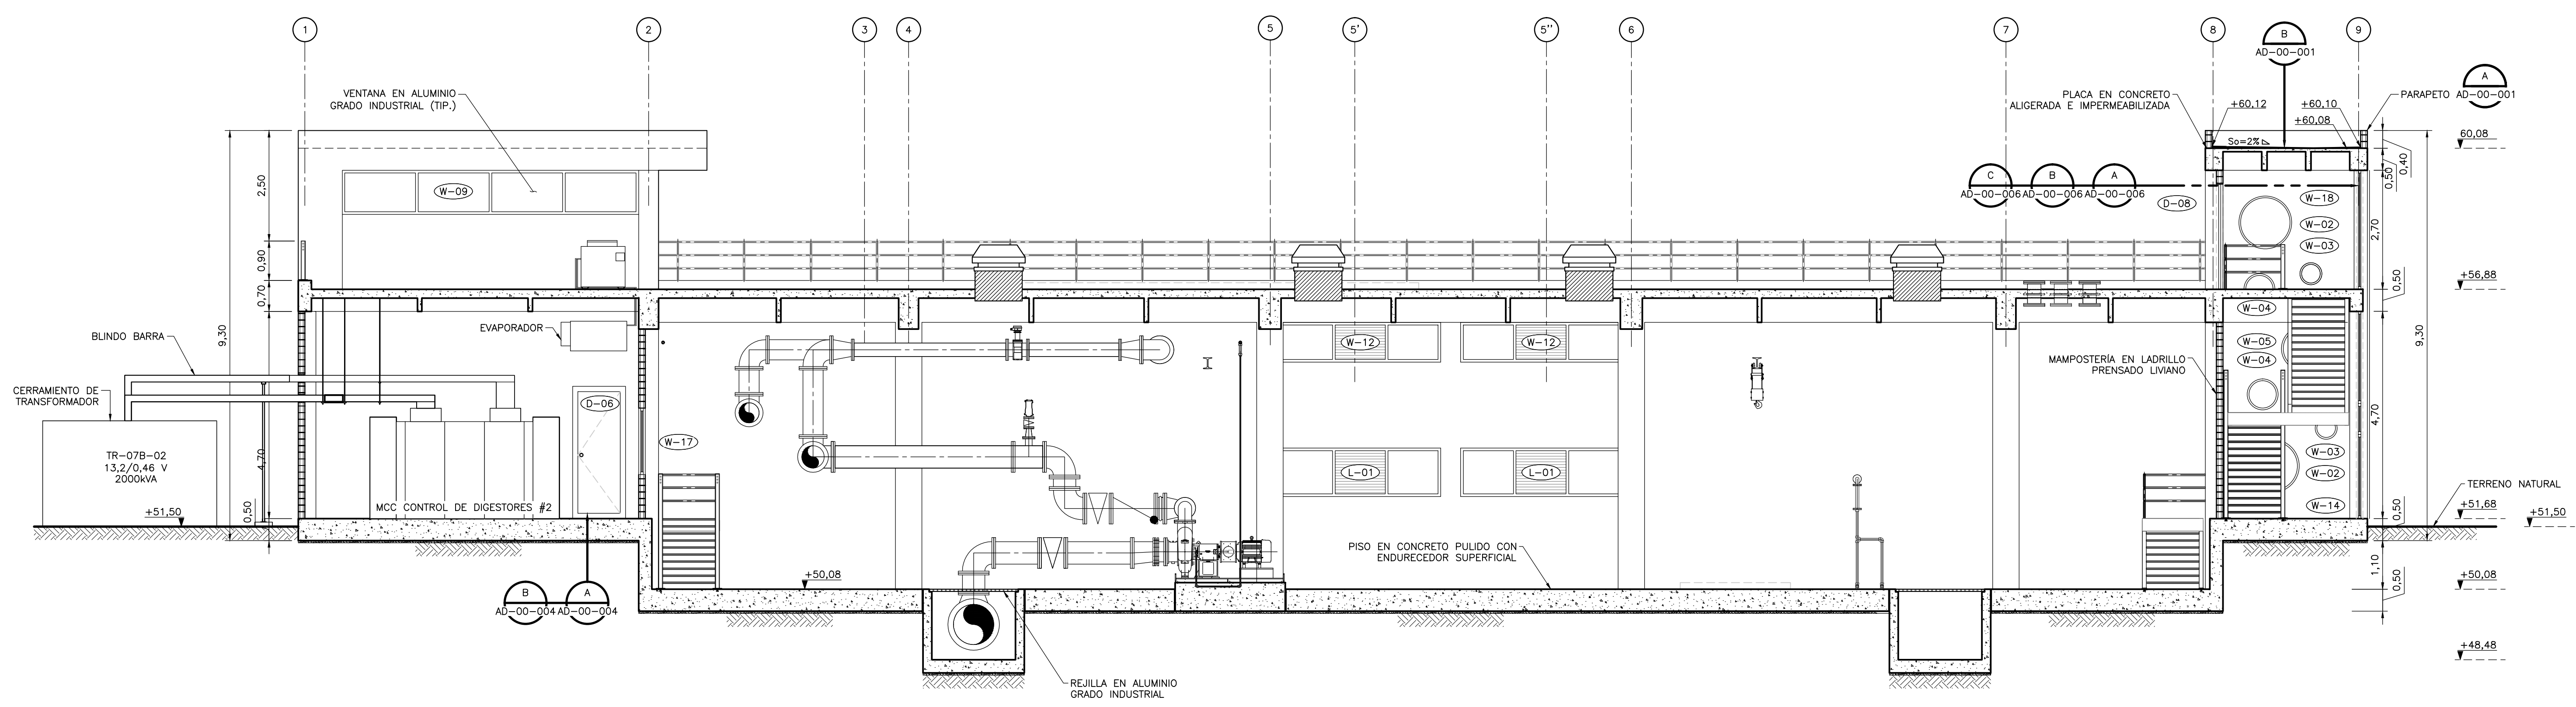 1
2
3
4
5
5'
5''
6
7
8
9
B
AD-00-001
A
AD-00-001
VENTANA EN ALUMINIO
GRADO INDUSTRIAL (TIP.)
PLACA EN CONCRETO
ALIGERADA E IMPERMEABILIZADA
+60,12
+60,10
+60,08
PARAPETO
So=2%
60,08
W-09
2,50
0,90
0,70
9,30
4,70
0,50
C
AD-00-006
B
AD-00-006
A
AD-00-006
D-08
W-18
W-02
W-03
0,40
0,50
2,70
0,50
+56,88
9,30
BLINDO BARRA
EVAPORADOR
CERRAMIENTO DE
TRANSFORMADOR
TR-07B-02
13,2/0,46 V
2000kVA
+51,50
MCC CONTROL DE DIGESTORES #2
D-06
W-17
W-12
W-12
L-01
L-01
MAMPOSTERÍA EN LADRILLO
PRENSADO LIVIANO
W-04
W-05
W-04
W-03
W-02
W-14
4,70
0,50
TERRENO NATURAL
+51,68
+51,50
1,10
+50,08
0,50
+48,48
PISO EN CONCRETO PULIDO CON
ENDURECEDOR SUPERFICIAL
+50,08
B
AD-00-004
A
AD-00-004
REJILLA EN ALUMINIO
GRADO INDUSTRIAL